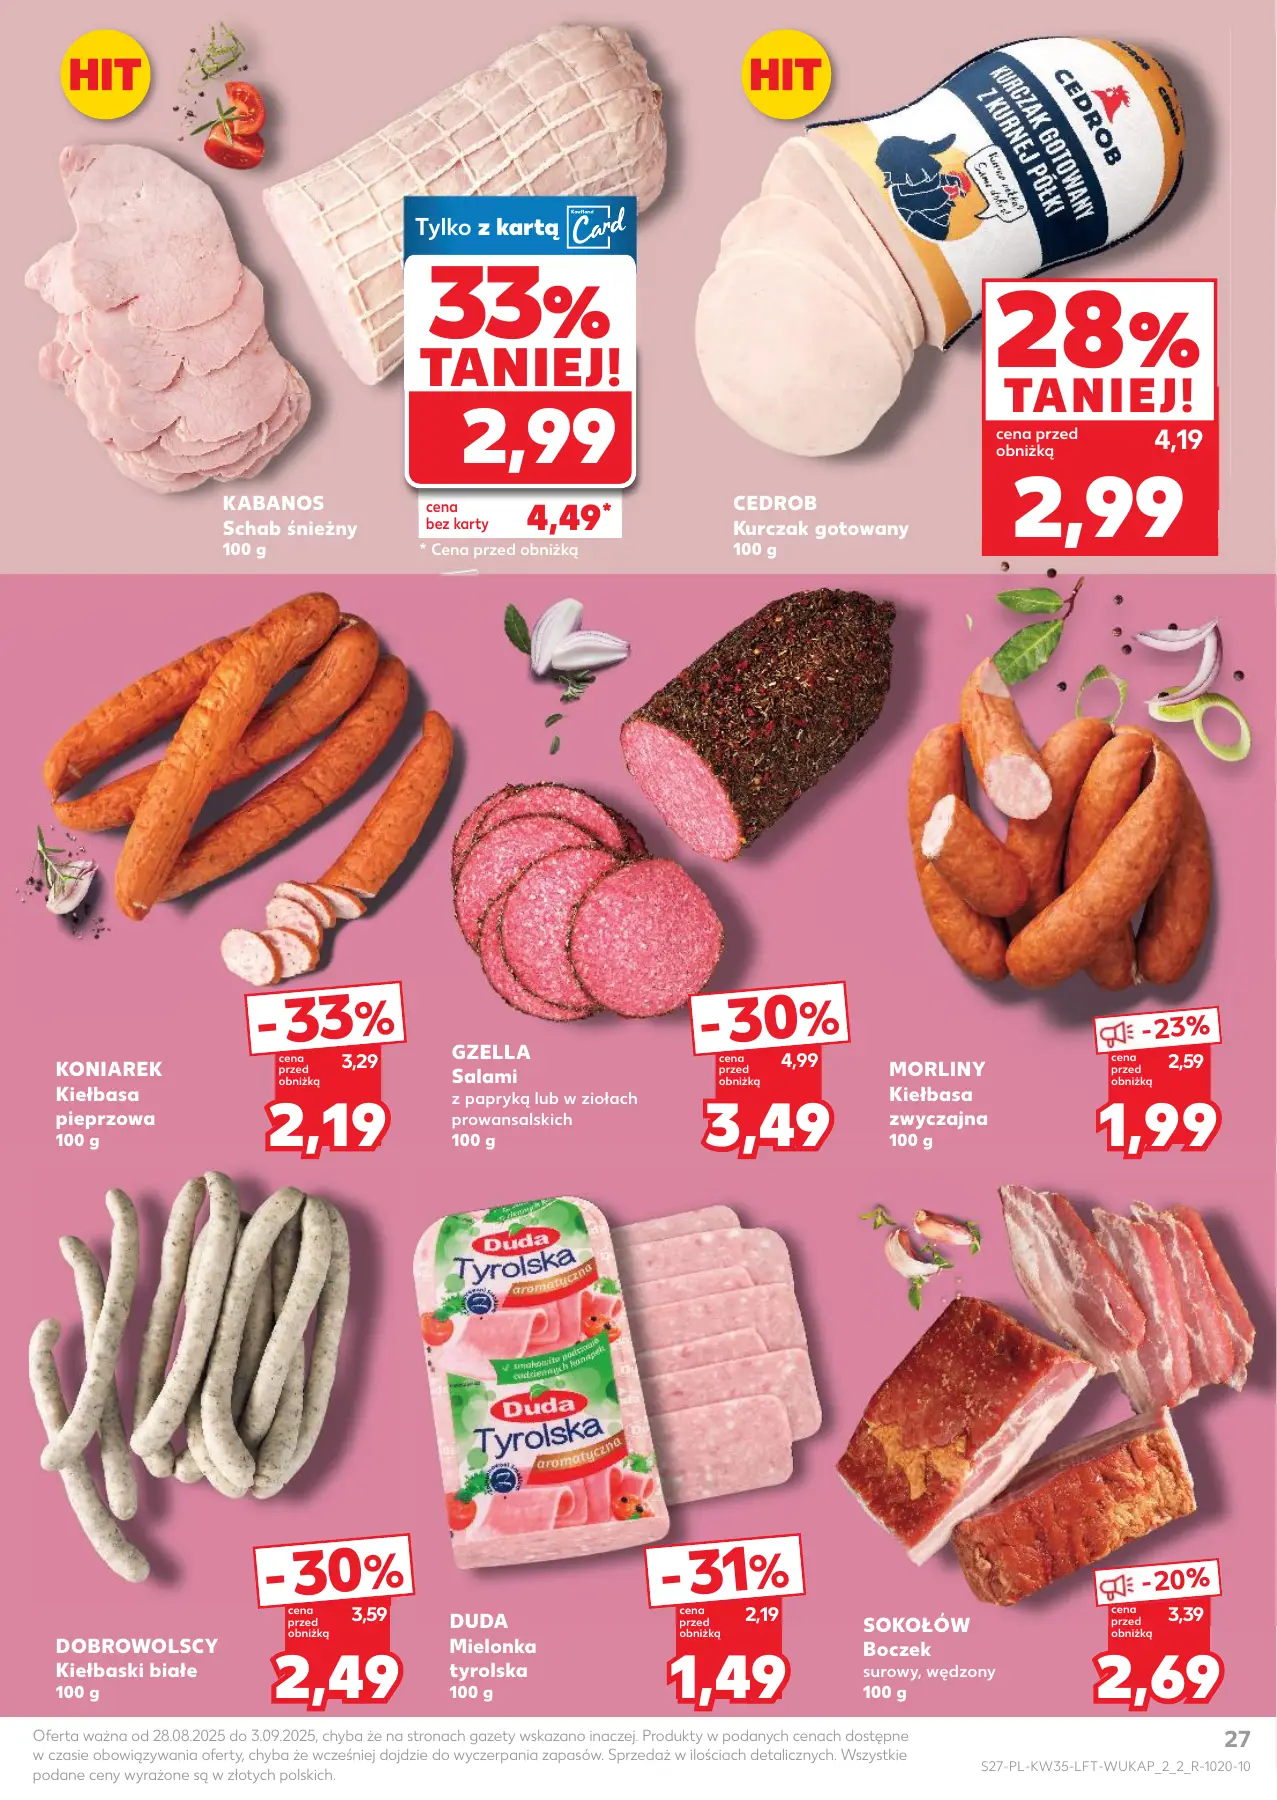 HIT
Tylko z kartą
Kaufland
Card
33%
TANIEJ!
2,99
cena
bez karty
4,49*
* Cena przed obniżką
KABANOS
Schab śnieżny
100 g
HIT
CEDROB
CEDROB
CEDROB
KURCZAK GOTOWANY
Z KURNEJ PÓŁKI
28%
TANIEJ!
cena przed
obniżką
4,19
2,99
CEDROB
Kurczak gotowany
100 g
-33%
cena
przed
obniżką
3,29
2,19
KONIAREK
Kiełbasa
pieprzowa
100 g
-30%
cena
przed
obniżką
4,99
3,49
GZELLA
Salami
z papryką lub w ziołach
prowansalskich
100 g
-23%
cena
przed
obniżką
2,59
1,99
MORLINY
Kiełbasa
zwyczajna
100 g
-30%
cena
przed
obniżką
3,59
2,49
DOBROWOLSCY
Kiełbaski białe
100 g
Duda
Tyrolska
aromatyczna
smakowita podstawa
codziennych kanapek
Duda
Tyrolska
aromatyczna
-31%
cena
przed
obniżką
2,19
1,49
DUDA
Mielonka
tyrolska
100 g
-20%
cena
przed
obniżką
3,39
2,69
SOKOŁÓW
Boczek
surowy, wędzony
100 g
Oferta ważna od 28.08.2025 do 3.09.2025, chyba że na stronach gazety wskazano inaczej. Produkty w podanych cenach dostępne
w czasie obowiązywania oferty, chyba że wcześniej dojdzie do wyczerpania zapasów. Sprzedaż w ilościach detalicznych. Wszystkie
podane ceny wyrażone są w złotych polskich.
27
S27-PL-KW35-LFT-WUKAP_2_2_R-1020-10